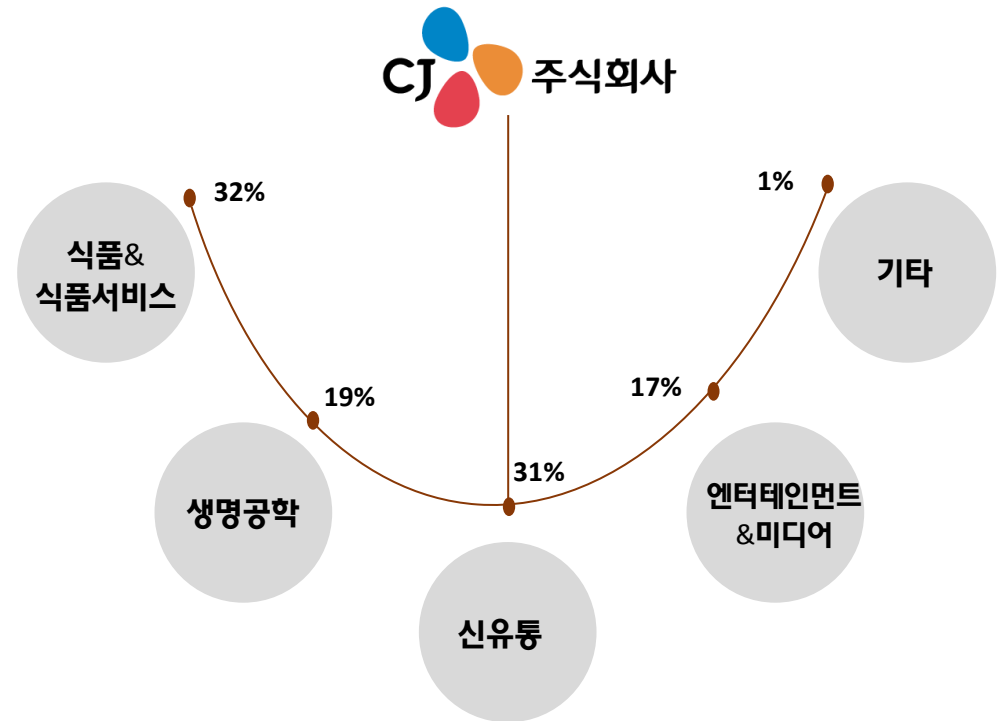 CJ 주식회사
32%
1%
식품&
식품서비스
기타
19%
17%
생명공학
31%
엔터테인먼트
&미디어
신유통